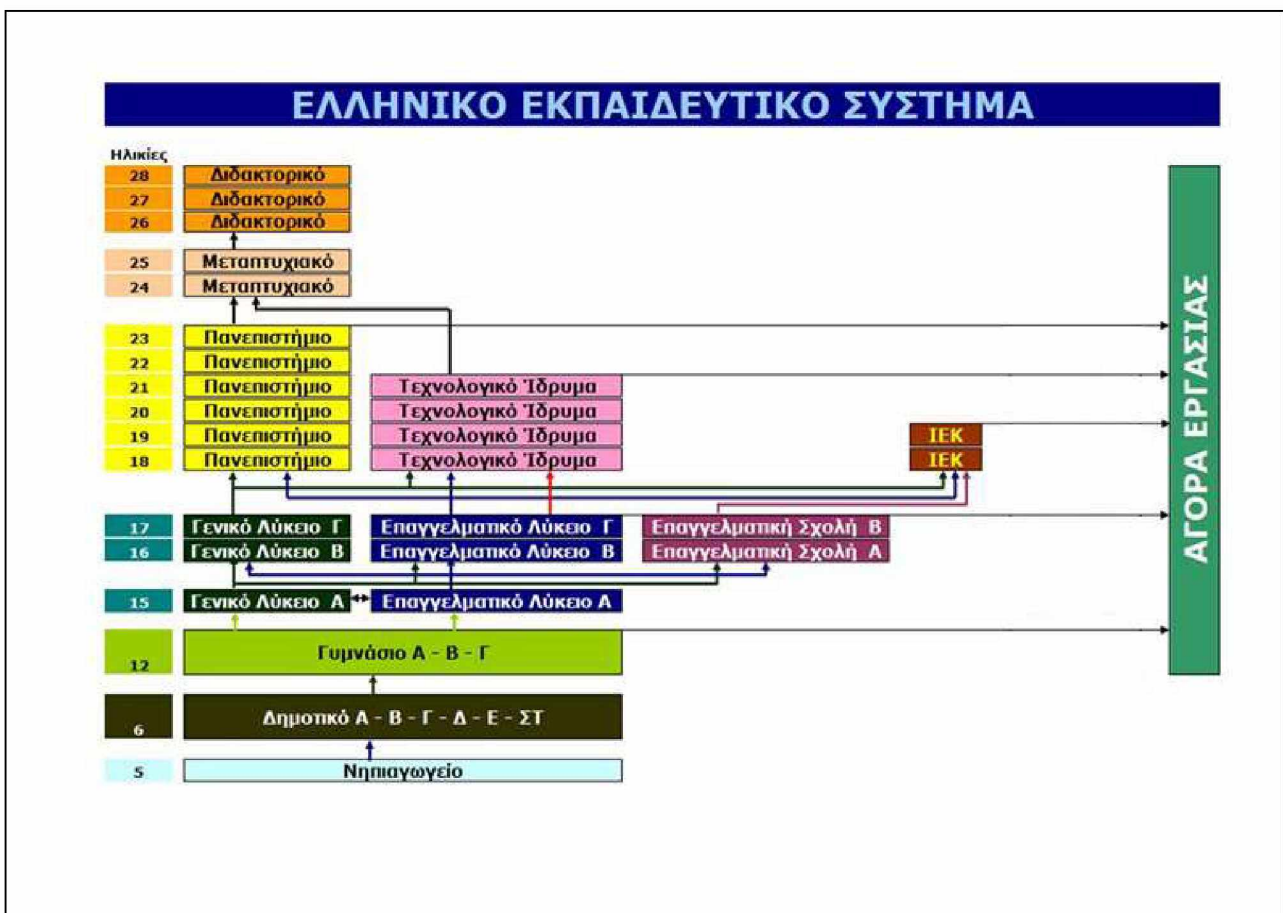 ΕΛΛΗΝΙΚΟ ΕΚΠΑΙΔΕΥΤΙΚΟ ΣΥΣΤΗΜΑ
Ηλικίες
28 Διδακτορικό
27 Διδακτορικό
26 Διδακτορικό
25 Μεταπτυχιακό
24 Μεταπτυχιακό
23 Πανεπιστήμιο
22 Πανεπιστήμιο
21 Πανεπιστήμιο Τεχνολογικό Ίδρυμα
20 Πανεπιστήμιο Τεχνολογικό Ίδρυμα
19 Πανεπιστήμιο Τεχνολογικό Ίδρυμα ΙΕΚ
18 Πανεπιστήμιο Τεχνολογικό Ίδρυμα ΙΕΚ
17 Γενικό Λύκειο Γ Επαγγελματικό Λύκειο Γ Επαγγελματική Σχολή Β
16 Γενικό Λύκειο Β Επαγγελματικό Λύκειο Β Επαγγελματική Σχολή Α
15 Γενικό Λύκειο Α Επαγγελματικό Λύκειο Α
12 Γυμνάσιο Α - Β - Γ
6 Δημοτικό Α - Β - Γ - Δ - Ε - ΣΤ
5 Νηπιαγωγείο
ΑΓΟΡΑ ΕΡΓΑΣΙΑΣ